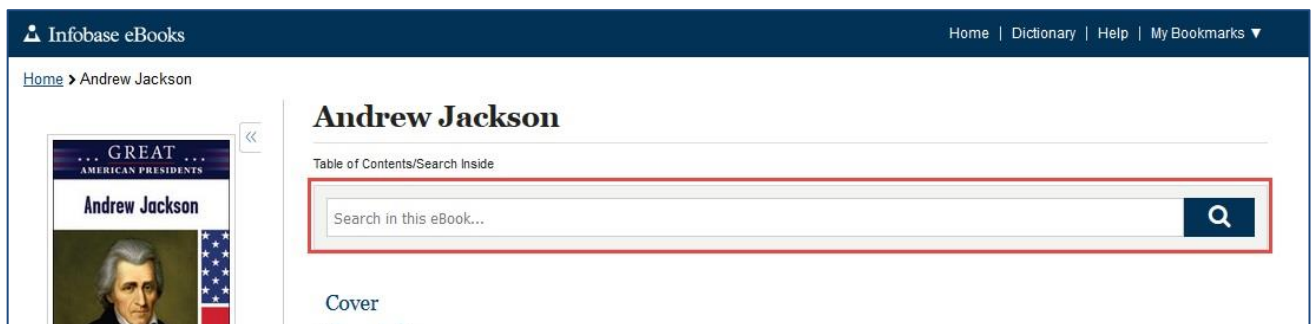 Infobase eBooks
Home | Dictionary | Help | My Bookmarks ▼
Home > Andrew Jackson
Andrew Jackson
Table of Contents/Search Inside
Search in this eBook...
Cover
«
... GREAT ...
AMERICAN PRESIDENTS
Andrew Jackson